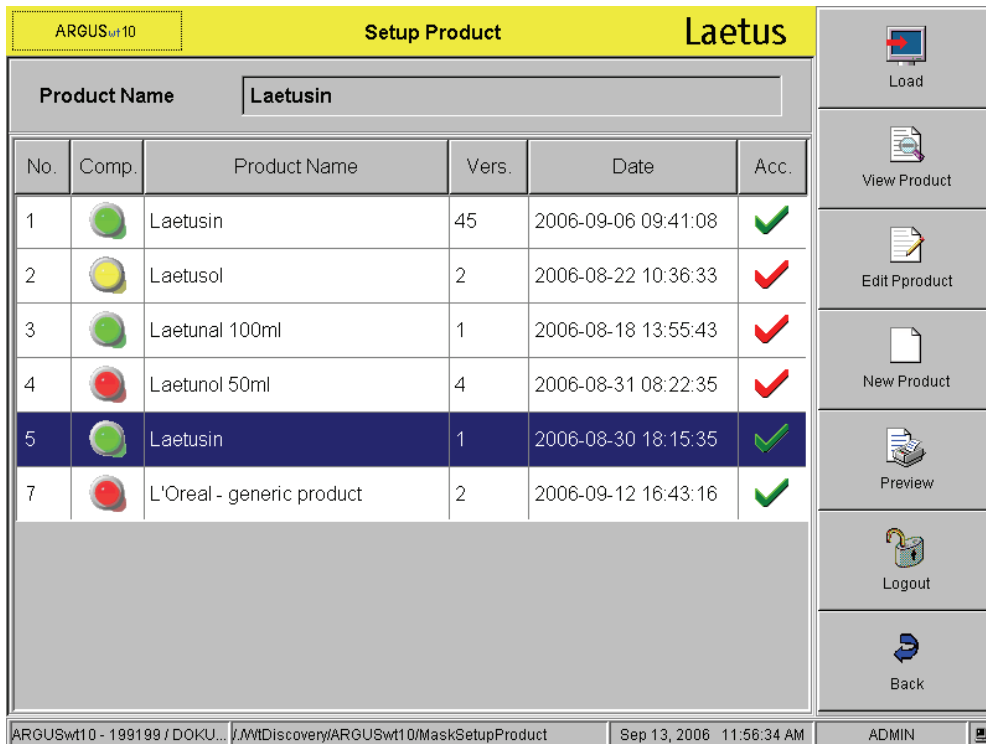 ARGUSwt10 Setup Product Laetus
Product Name Laetusin
No. Comp. Product Name Vers. Date Acc.
1 Laetusin 45 2006-09-06 09:41:08
2 Laetusol 2 2006-08-22 10:36:33
3 Laetunal 100ml 1 2006-08-18 13:55:43
4 Laetunol 50ml 4 2006-08-31 08:22:35
5 Laetusin 1 2006-08-30 18:15:35
7 L'Oreal - generic product 2 2006-09-12 16:43:16
Load
View Product
Edit Pproduct
New Product
Preview
Logout
Back
ARGUSwt10 - 199199 / DOKU... /./WtDiscovery/ARGUSwt10/MaskSetupProduct Sep 13, 2006 11:56:34 AM ADMIN